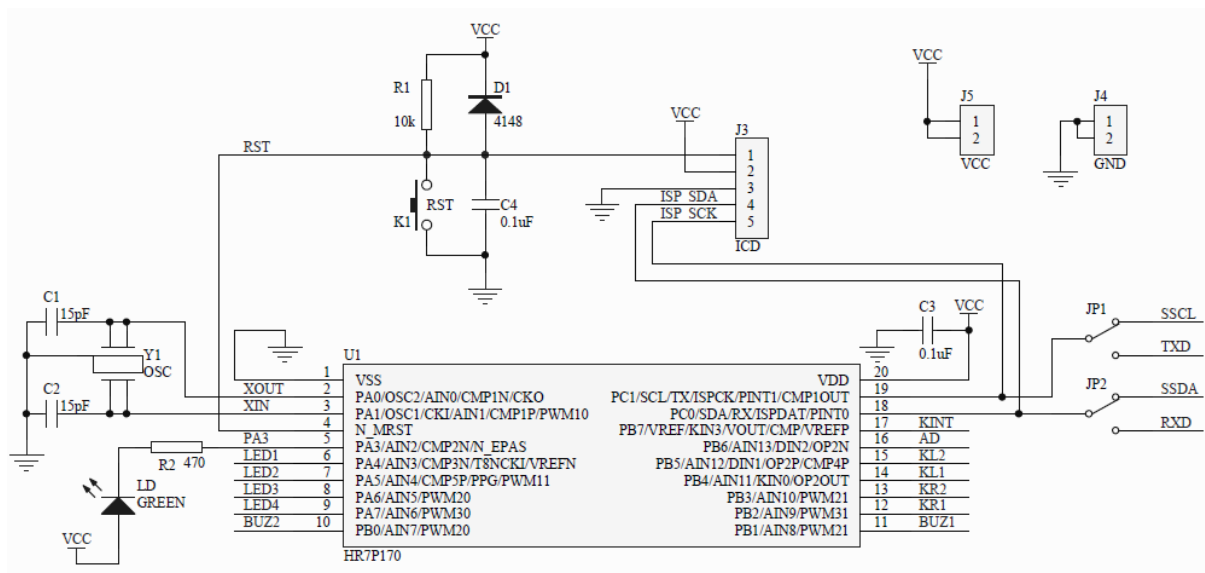 VCC
R1
10k
D1
4148
RST
K1
RST
C4
0.1uF
VCC
J3
1
2
3
4
5
ISP SDA
ISP SCK
ICD
VCC
J5
1
2
VCC
J4
1
2
GND
C1
15pF
Y1
OSC
C2
15pF
C3
0.1uF
VCC
JP1
SSCL
TXD
JP2
SSDA
RXD
U1
1 VSS
XOUT 2 PA0/OSC2/AIN0/CMP1N/CKO
XIN 3 PA1/OSC1/CKI/AIN1/CMP1P/PWM10
4 N_MRST
PA3 5 PA3/AIN2/CMP2N/N_EPAS
LED1 6 PA4/AIN3/CMP3N/T8NCKI/VREFN
LED2 7 PA5/AIN4/CMP5P/PPG/PWM11
LED3 8 PA6/AIN5/PWM20
LED4 9 PA7/AIN6/PWM30
BUZ2 10 PB0/AIN7/PWM20
VDD 20
PC1/SCL/TX/ISPCK/PINT1/CMP1OUT 19
PC0/SDA/RX/ISPDAT/PINT0 18
PB7/VREF/KIN3/VOUT/CMP/VREFP 17 KINT
PB6/AIN13/DIN2/OP2N 16 AD
PB5/AIN12/DIN1/OP2P/CMP4P 15 KL2
PB4/AIN11/KIN0/OP2OUT 14 KL1
PB3/AIN10/PWM21 13 KR2
PB2/AIN9/PWM31 12 KR1
PB1/AIN8/PWM21 11 BUZ1
HR7P170
R2 470
LD
GREEN
VCC